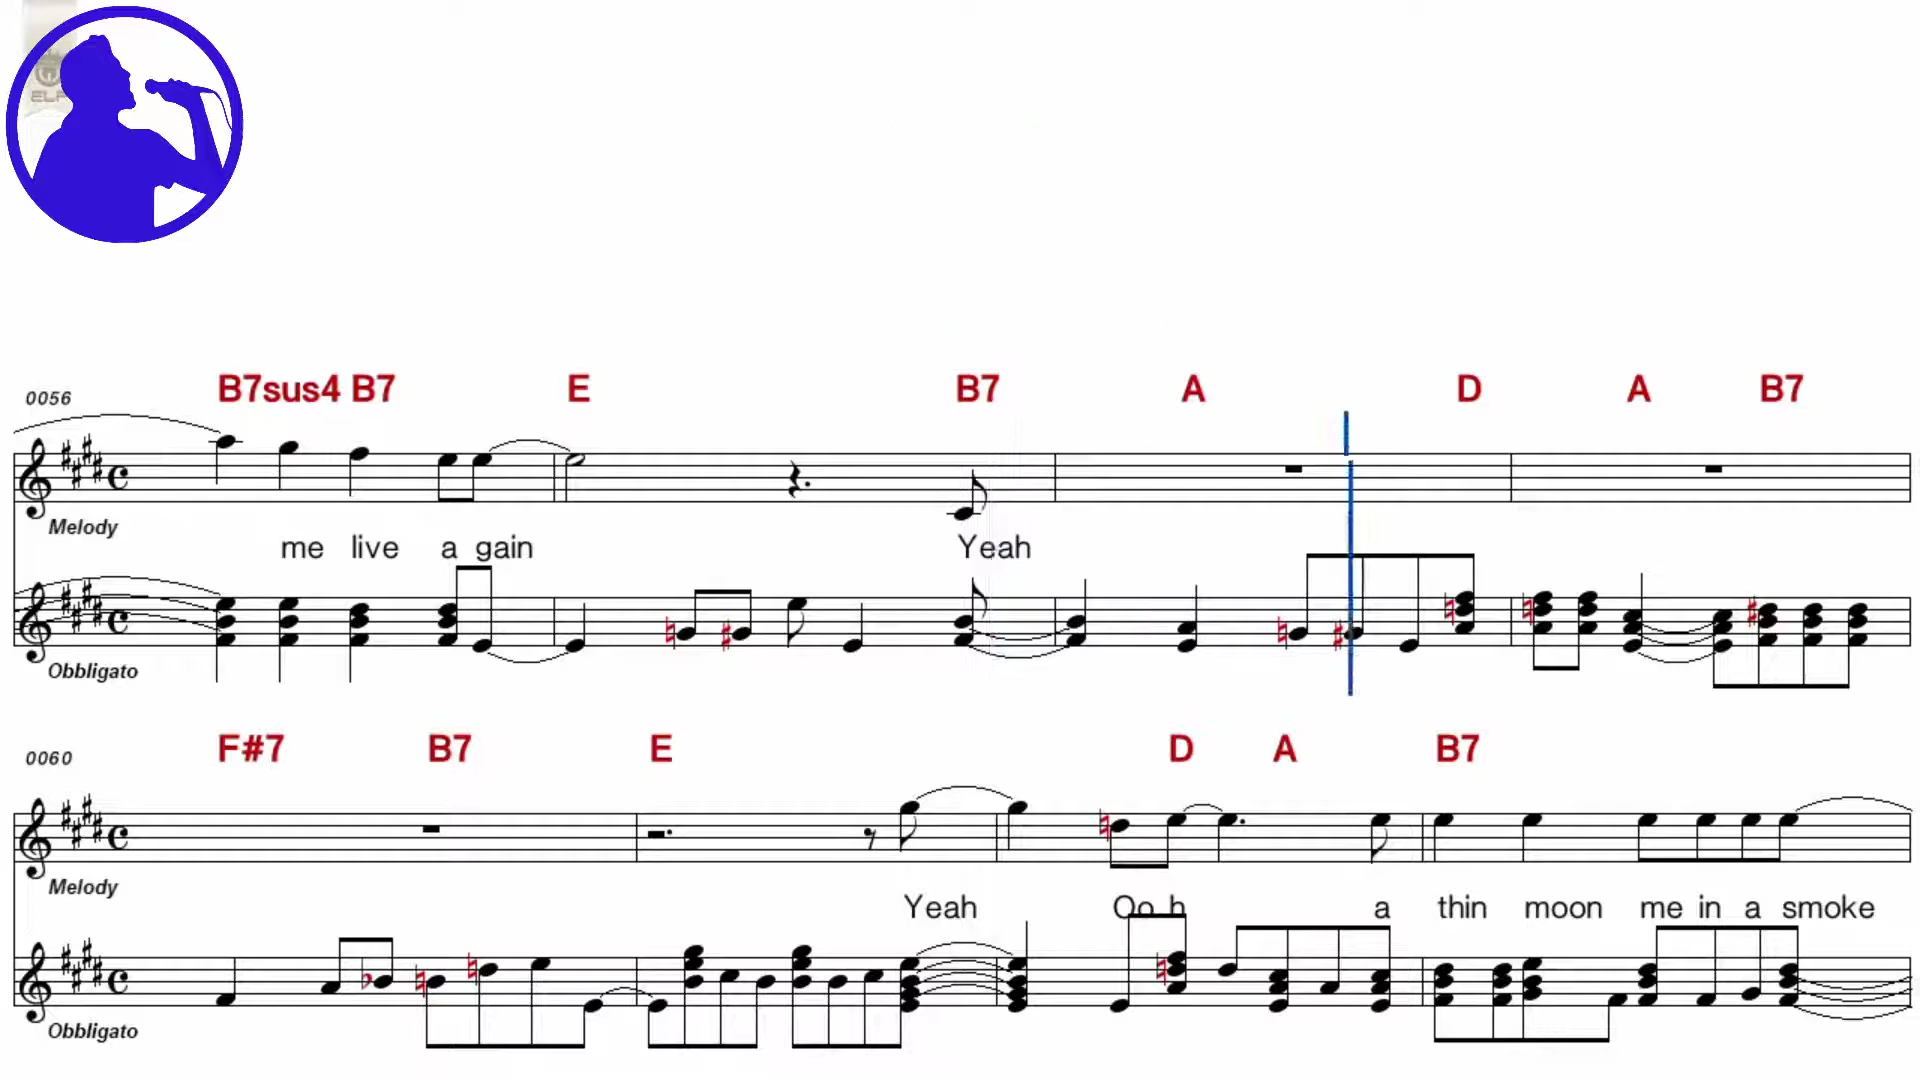 B7sus4 B7 E B7 A D A B7
0056
Melody
me live a gain Yeah
Obbligato
F#7 B7 E D A B7
0060
Melody
Yeah Oo h a thin moon me in a smoke
Obbligato